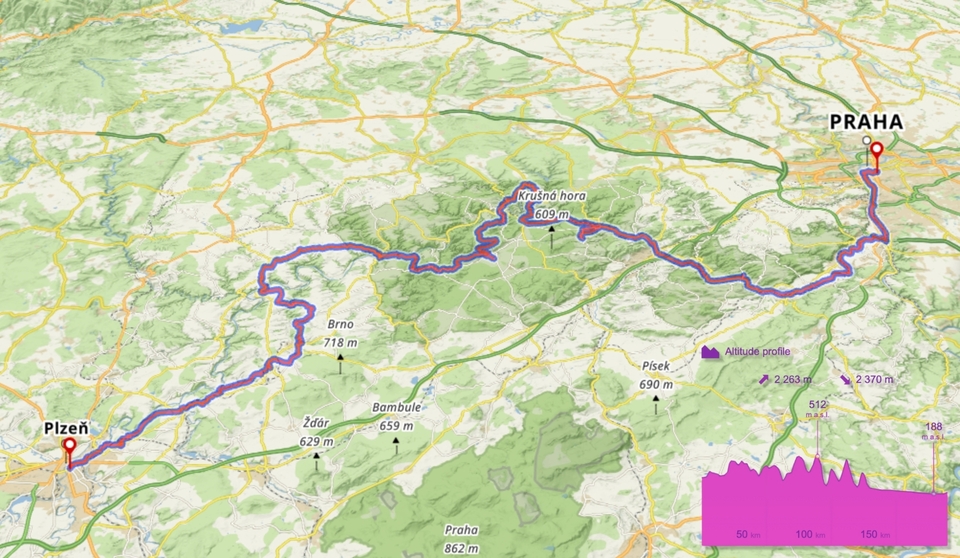 PRAHA
Krušná hora
609 m
Brno
718 m
Altitude profile
Písek
690 m
2 263 m
2 370 m
Bambule
659 m
512
m a.s.l.
Žďár
629 m
Plzeň
188
m a.s.l.
Praha
862 m
50 km
100 km
150 km